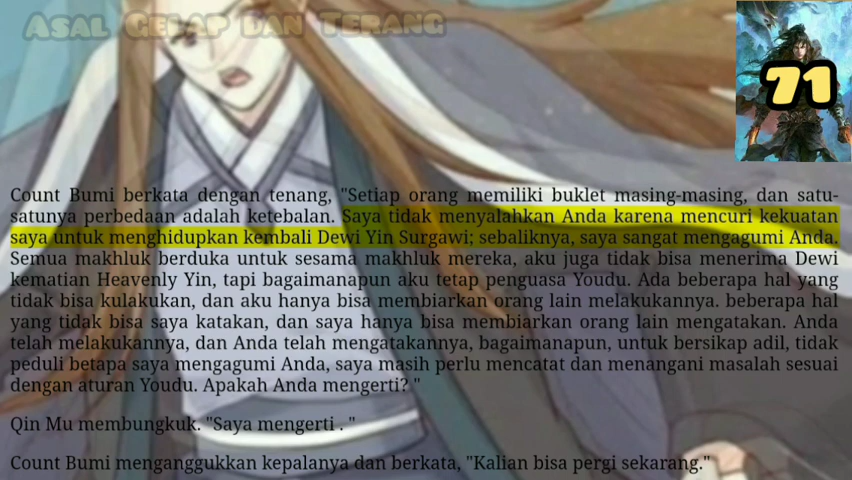 Asal Gelap dan Terang
71
Count Bumi berkata dengan tenang, "Setiap orang memiliki buklet masing-masing, dan satu-
satunya perbedaan adalah ketebalan. Saya tidak menyalahkan Anda karena mencuri kekuatan
saya untuk menghidupkan kembali Dewi Yin Surgawi; sebaliknya, saya sangat mengagumi Anda.
Semua makhluk berduka untuk sesama makhluk mereka, aku juga tidak bisa menerima Dewi
kematian Heavenly Yin, tapi bagaimanapun aku tetap penguasa Youdu. Ada beberapa hal yang
tidak bisa kulakukan, dan aku hanya bisa membiarkan orang lain melakukannya. beberapa hal
yang tidak bisa saya katakan, dan saya hanya bisa membiarkan orang lain mengatakan. Anda
telah melakukannya, dan Anda telah mengatakannya, bagaimanapun, untuk bersikap adil, tidak
peduli betapa saya mengagumi Anda, saya masih perlu mencatat dan menangani masalah sesuai
dengan aturan Youdu. Apakah Anda mengerti? "
Qin Mu membungkuk. "Saya mengerti . "
Count Bumi menganggukkan kepalanya dan berkata, "Kalian bisa pergi sekarang."